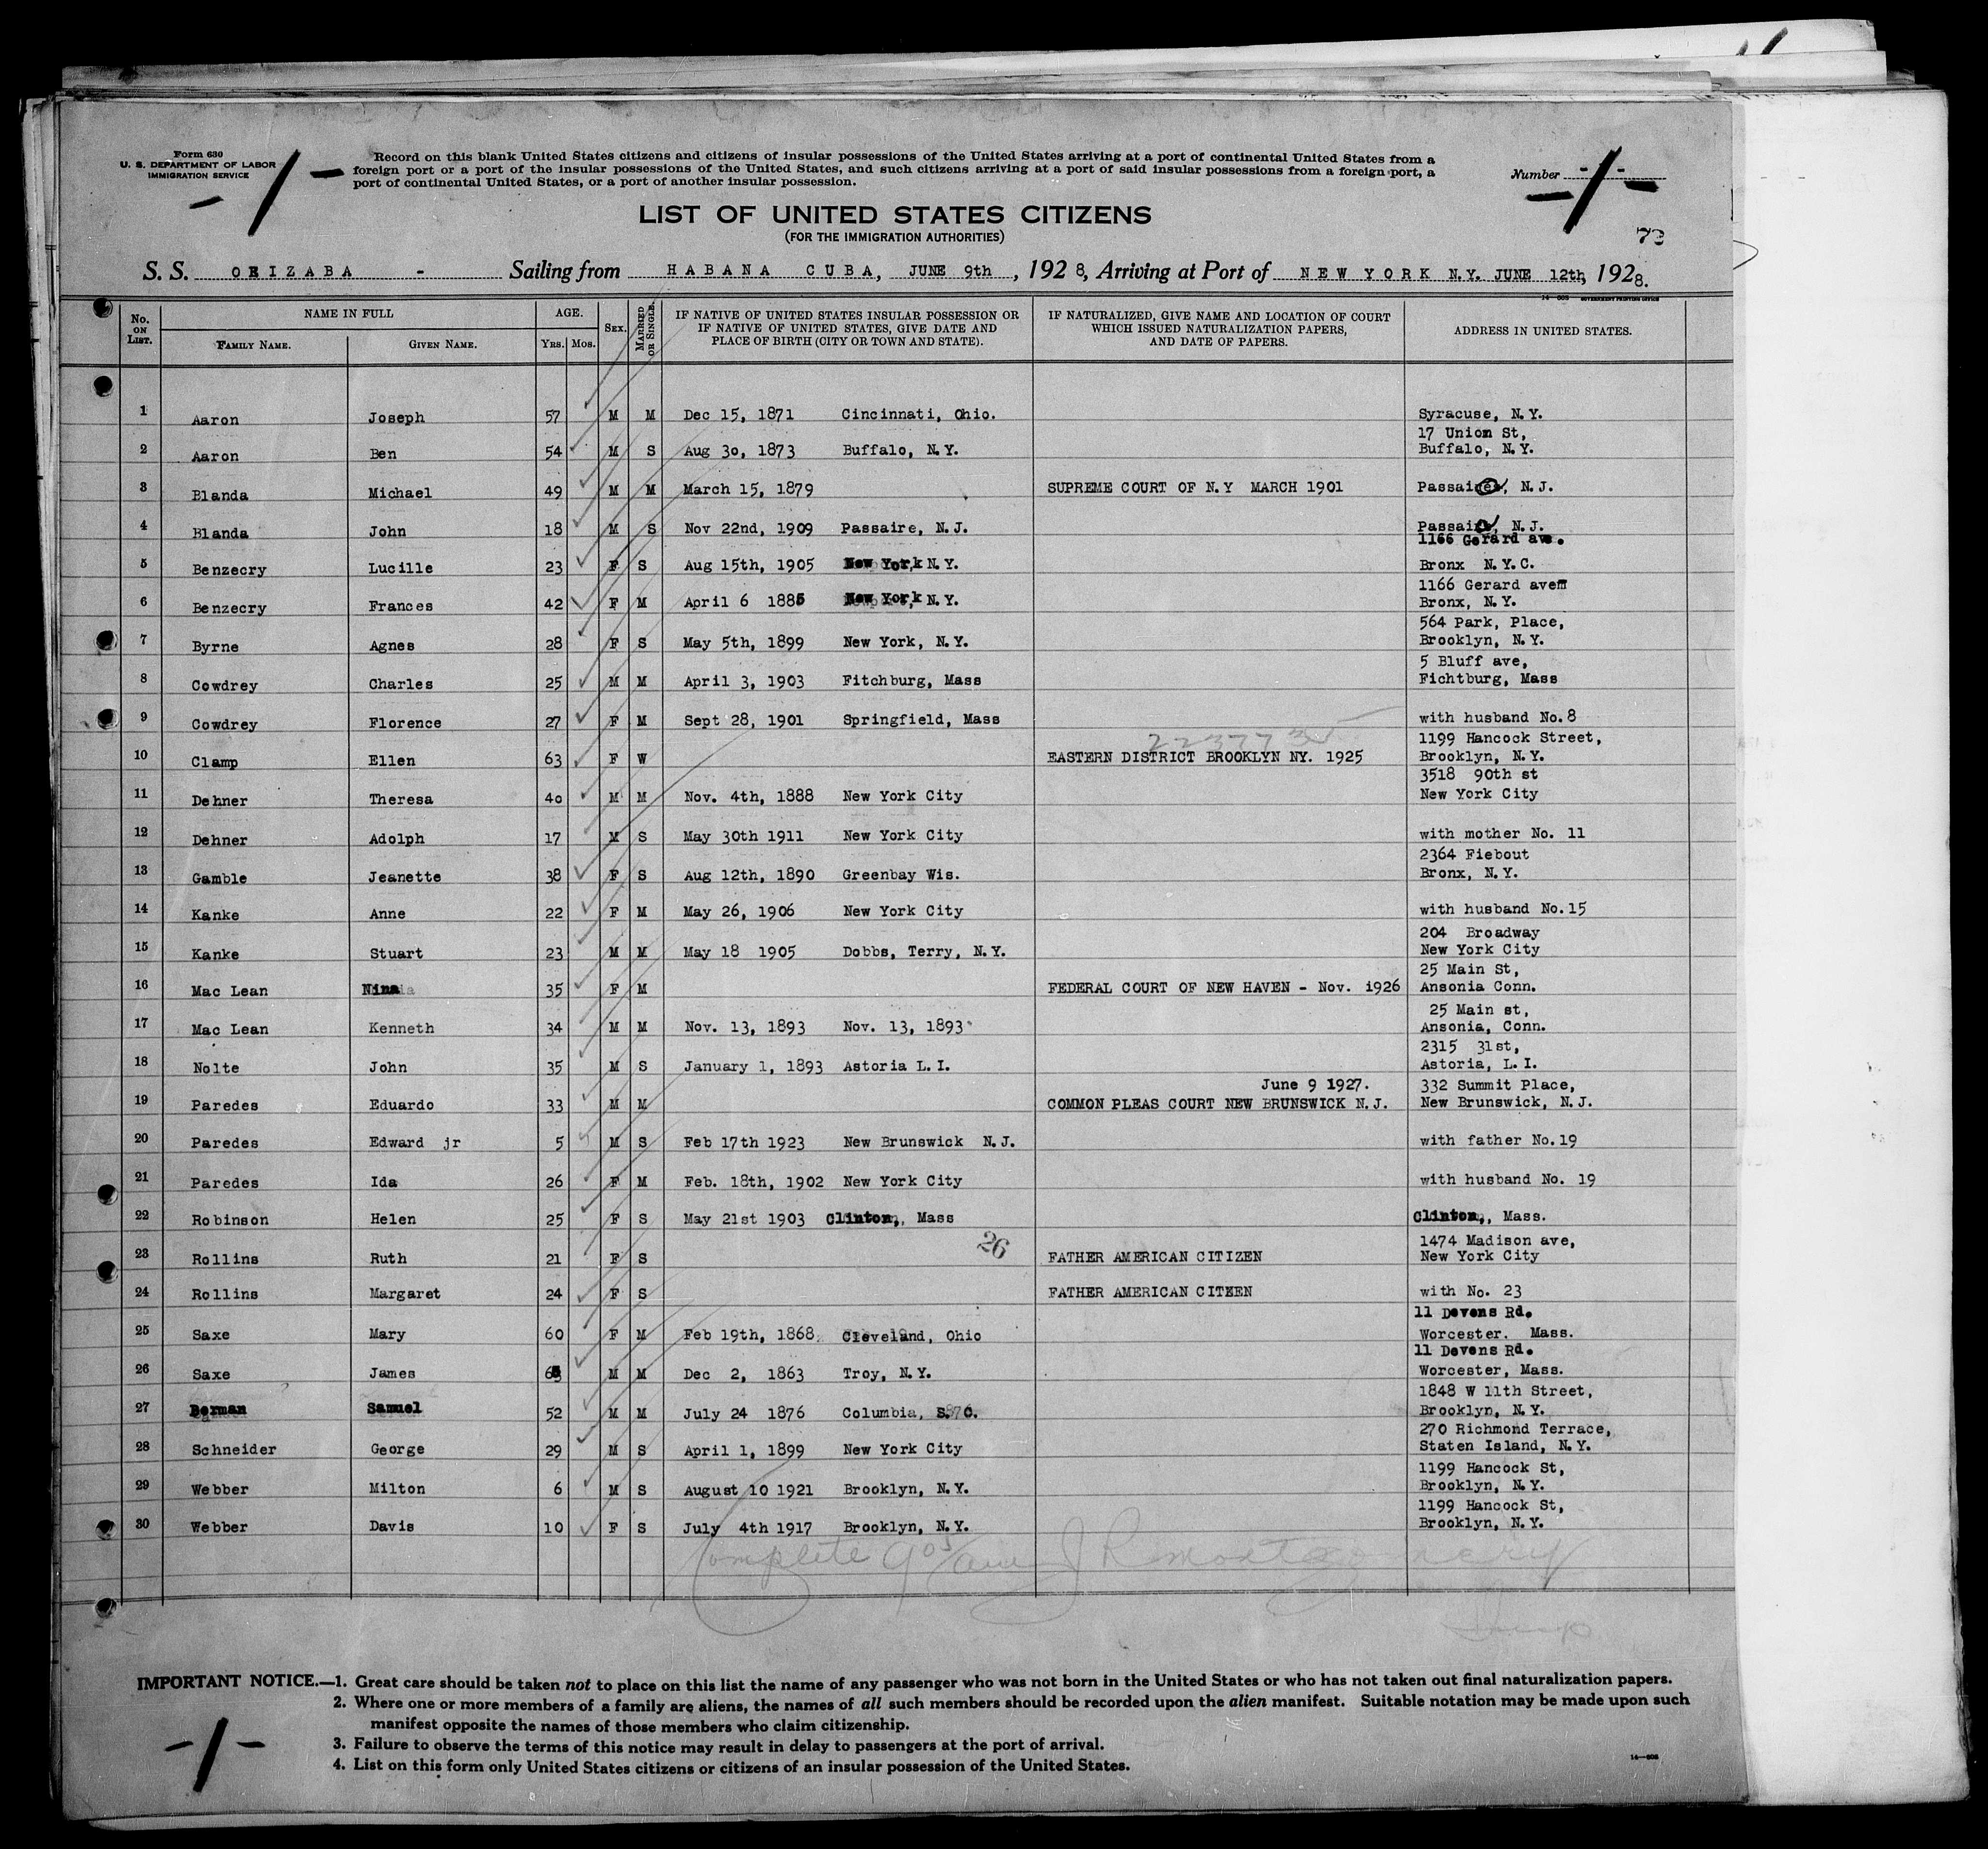 Form 630
U. S. DEPARTMENT OF LABOR
IMMIGRATION SERVICE
-1-
Record on this blank United States citizens and citizens of insular possessions of the United States arriving at a port of continental United States from a
foreign port or a port of the insular possessions of the United States, and such citizens arriving at a port of said insular possessions from a foreign port, a
port of continental United States, or a port of another insular possession.
Number -1-
LIST OF UNITED STATES CITIZENS
(FOR THE IMMIGRATION AUTHORITIES)
73
S. S. ORIZABA - Sailing from HABANA CUBA, JUNE 9th, 1928, Arriving at Port of NEW YORK N.Y. JUNE 12th, 1928.
14-503 GOVERNMENT PRINTING OFFICE
No. ON LIST. NAME IN FULL AGE. SEX. MARRIED OR SINGLE. IF NATIVE OF UNITED STATES INSULAR POSSESSION OR IF NATIVE OF UNITED STATES, GIVE DATE AND PLACE OF BIRTH (CITY OR TOWN AND STATE). IF NATURALIZED, GIVE NAME AND LOCATION OF COURT WHICH ISSUED NATURALIZATION PAPERS, AND DATE OF PAPERS. ADDRESS IN UNITED STATES.
FAMILY NAME. GIVEN NAME. YRS. MOS.
1 Aaron Joseph 57 M M Dec 15, 1871 Cincinnati, Ohio. Syracuse, N.Y.
17 Union St,
2 Aaron Ben 54 M S Aug 30, 1873 Buffalo, N.Y. Buffalo, N.Y.
3 Blanda Michael 49 M M March 15, 1879 SUPREME COURT OF N.Y MARCH 1901 Passaic, N.J.
4 Blanda John 18 M S Nov 22nd, 1909 Passaire, N.J. Passaic, N.J.
1166 Gerard ave.
5 Benzecry Lucille 23 F S Aug 15th, 1905 New York N.Y. Bronx N.Y.C.
1166 Gerard ave
6 Benzecry Frances 42 F M April 6 1885 New York N.Y. Bronx, N.Y.
564 Park, Place,
7 Byrne Agnes 28 F S May 5th, 1899 New York, N.Y. Brooklyn, N.Y.
5 Bluff ave,
8 Cowdrey Charles 25 M M April 3, 1903 Fitchburg, Mass Fichtburg, Mass
9 Cowdrey Florence 27 F M Sept 28, 1901 Springfield, Mass with husband No.8
1199 Hancock Street,
10 Clamp Ellen 63 F W EASTERN DISTRICT BROOKLYN NY. 1925 Brooklyn, N.Y.
3518 90th st
11 Dehner Theresa 40 M M Nov. 4th, 1888 New York City New York City
12 Dehner Adolph 17 M S May 30th 1911 New York City with mother No. 11
2364 Fiebout
13 Gamble Jeanette 38 F S Aug 12th, 1890 Greenbay Wis. Bronx, N.Y.
14 Kanke Anne 22 F M May 26, 1906 New York City with husband No.15
204 Broadway
15 Kanke Stuart 23 M M May 18 1905 Dobbs, Terry, N.Y. New York City
25 Main St,
16 Mac Lean Nina 35 F M FEDERAL COURT OF NEW HAVEN - Nov. 1926 Ansonia Conn.
25 Main st,
17 Mac Lean Kenneth 34 M M Nov. 13, 1893 Nov. 13, 1893 Ansonia, Conn.
2315 31st,
18 Nolte John 35 M S January 1, 1893 Astoria L.I. Astoria, L.I.
June 9 1927. 332 Summit Place,
19 Paredes Eduardo 33 M M COMMON PLEAS COURT NEW BRUNSWICK N.J. New Brunswick, N.J.
20 Paredes Edward jr 5 M S Feb 17th 1923 New Brunswick N.J. with father No.19
21 Paredes Ida 26 F M Feb. 18th, 1902 New York City with husband No. 19
22 Robinson Helen 25 F S May 21st 1903 Clinton, Mass Clinton, Mass.
26 1474 Madison ave,
23 Rollins Ruth 21 F S FATHER AMERICAN CITIZEN New York City
24 Rollins Margaret 24 F S FATHER AMERICAN CITEEN with No. 23
11 Devens Rd.
25 Saxe Mary 60 F M Feb 19th, 1868 Cleveland, Ohio Worcester. Mass.
11 Devens Rd.
26 Saxe James M M Dec 2, 1863 Troy, N.Y. Worcester, Mass.
1848 W 11th Street,
27 Berman Samuel 52 M M July 24 1876 Columbia, S. C. Brooklyn, N.Y.
270 Richmond Terrace,
28 Schneider George 29 M S April 1, 1899 New York City Staten Island, N.Y.
1199 Hancock St,
29 Webber Milton 6 M S August 10 1921 Brooklyn, N.Y. Brooklyn, N.Y.
1199 Hancock St,
30 Webber Davis 10 F S July 4th 1917 Brooklyn, N.Y. Brooklyn, N.Y.
Complete
IMPORTANT NOTICE.—1. Great care should be taken not to place on this list the name of any passenger who was not born in the United States or who has not taken out final naturalization papers.
2. Where one or more members of a family are aliens, the names of all such members should be recorded upon the alien manifest. Suitable notation may be made upon such
manifest opposite the names of those members who claim citizenship.
3. Failure to observe the terms of this notice may result in delay to passengers at the port of arrival.
4. List on this form only United States citizens or citizens of an insular possession of the United States.
-1-
14-503